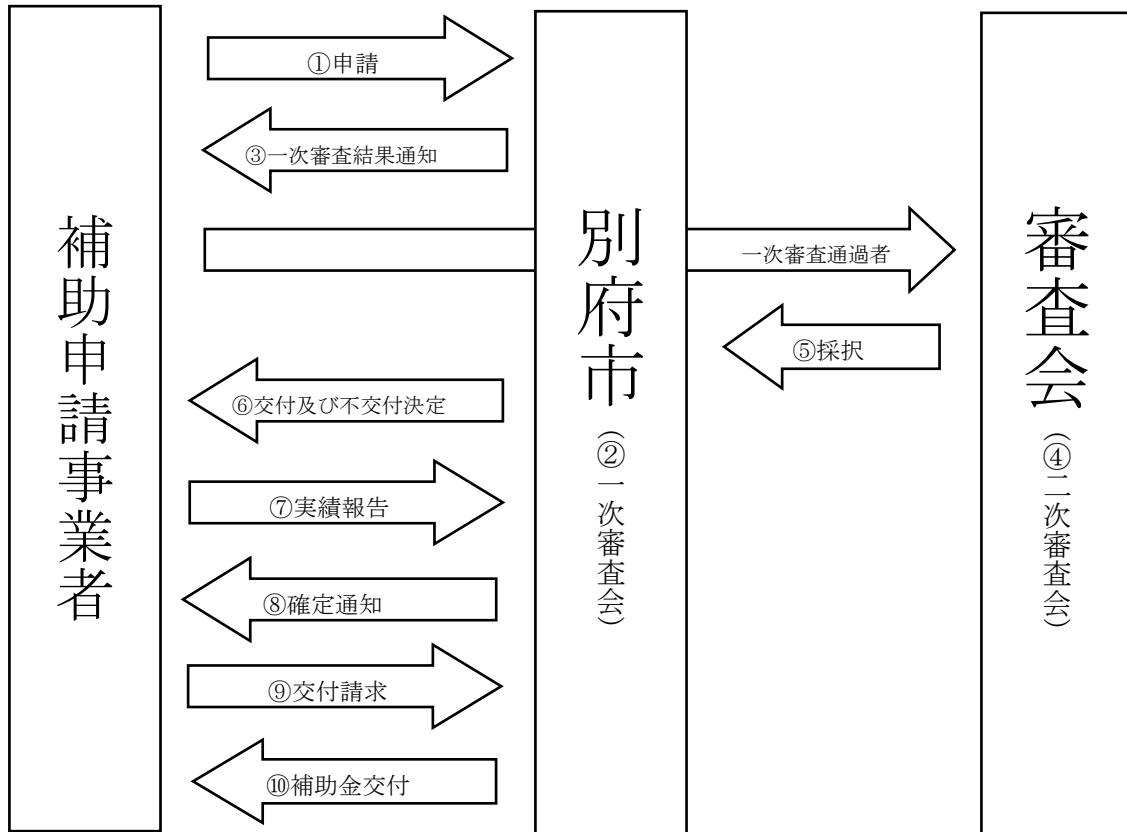 補助申請事業者
①申請
③一次審査結果通知
一次審査通過者
⑤採択
⑥交付及び不交付決定
⑦実績報告
⑧確定通知
⑨交付請求
⑩補助金交付
別府市(②一次審査会)
審査会(④二次審査会)